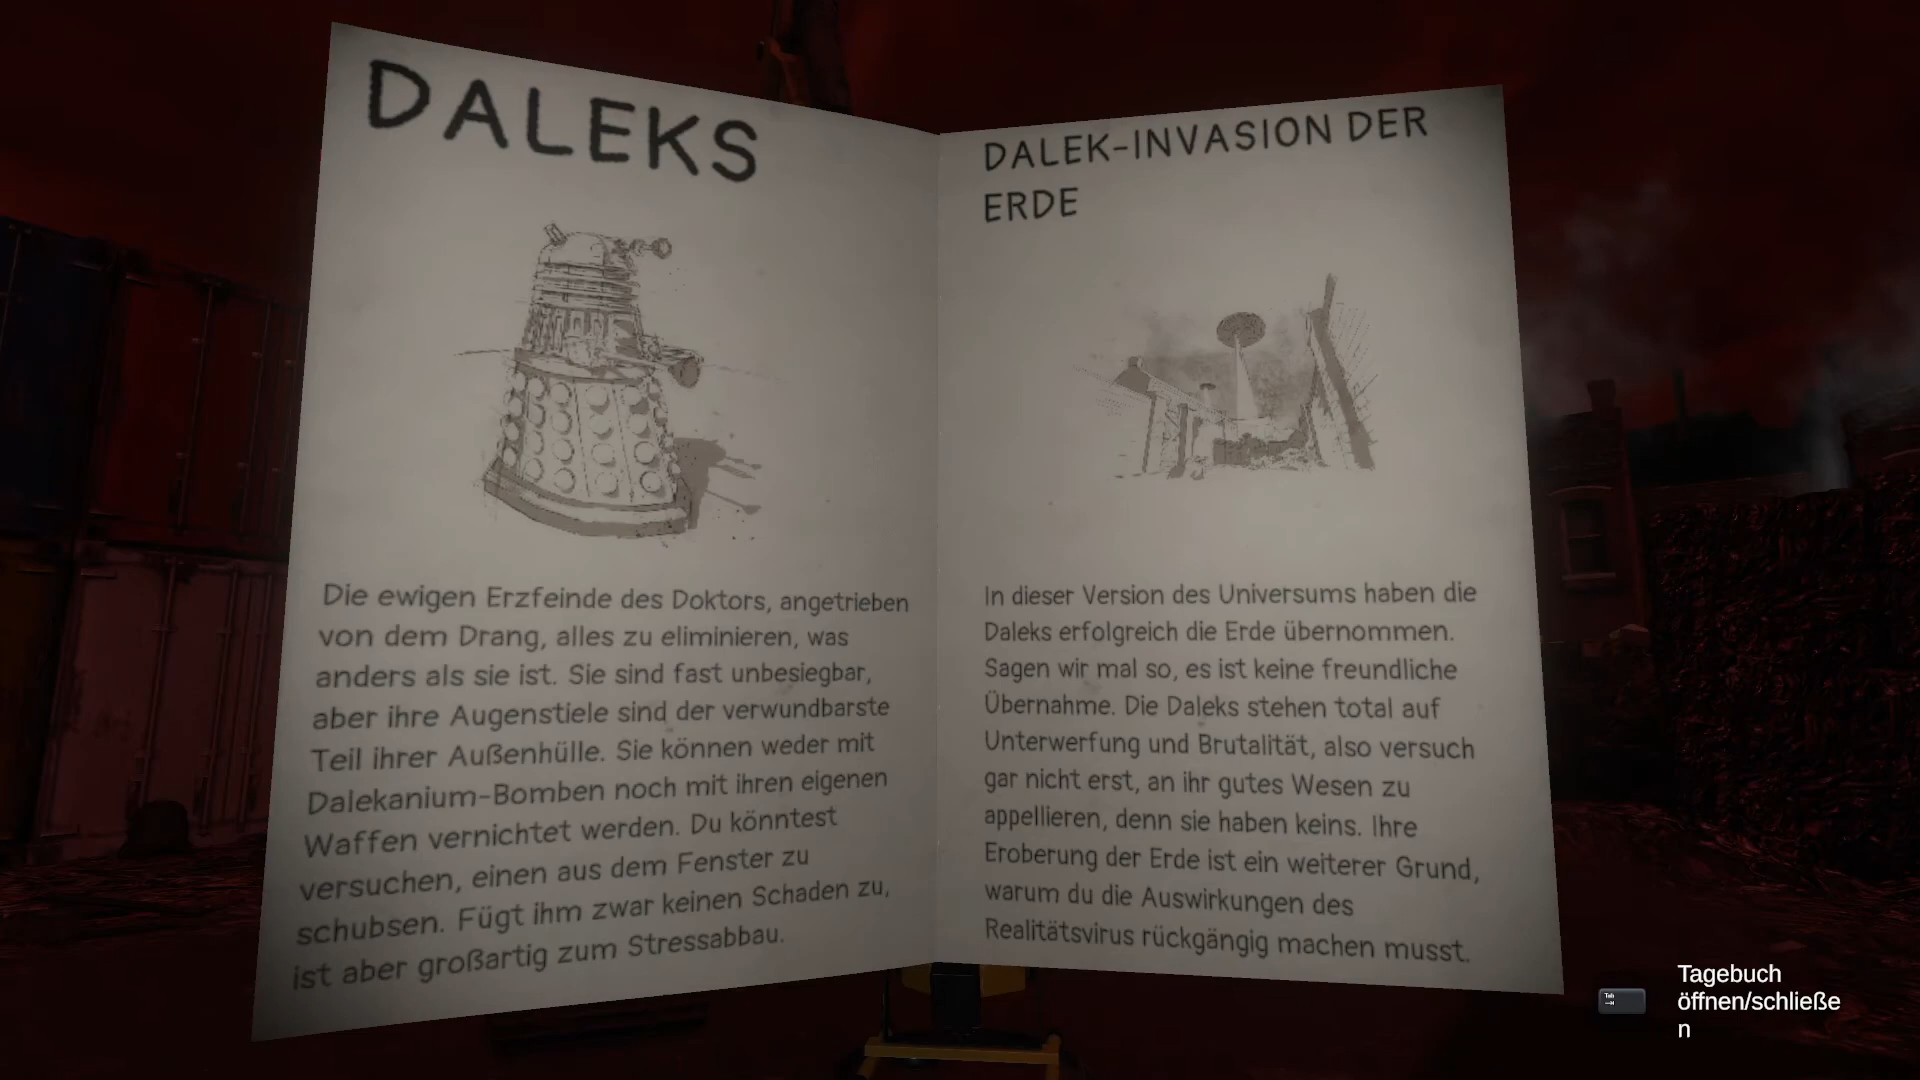 DALEKS
Die ewigen Erzfeinde des Doktors, angetrieben
von dem Drang, alles zu eliminieren, was
anders als sie ist. Sie sind fast unbesiegbar,
aber ihre Augenstiele sind der verwundbarste
Teil ihrer Außenhülle. Sie können weder mit
Dalekanium-Bomben noch mit ihren eigenen
Waffen vernichtet werden. Du könntest
versuchen, einen aus dem Fenster zu
schubsen. Fügt ihm zwar keinen Schaden zu,
ist aber großartig zum Stressabbau.
DALEK-INVASION DER
ERDE
In dieser Version des Universums haben die
Daleks erfolgreich die Erde übernommen.
Sagen wir mal so, es ist keine freundliche
Übernahme. Die Daleks stehen total auf
Unterwerfung und Brutalität, also versuch
gar nicht erst, an ihr gutes Wesen zu
appellieren, denn sie haben keins. Ihre
Eroberung der Erde ist ein weiterer Grund,
warum du die Auswirkungen des
Realitätsvirus rückgängig machen musst.
Tab
Tagebuch
öffnen/schließe
n